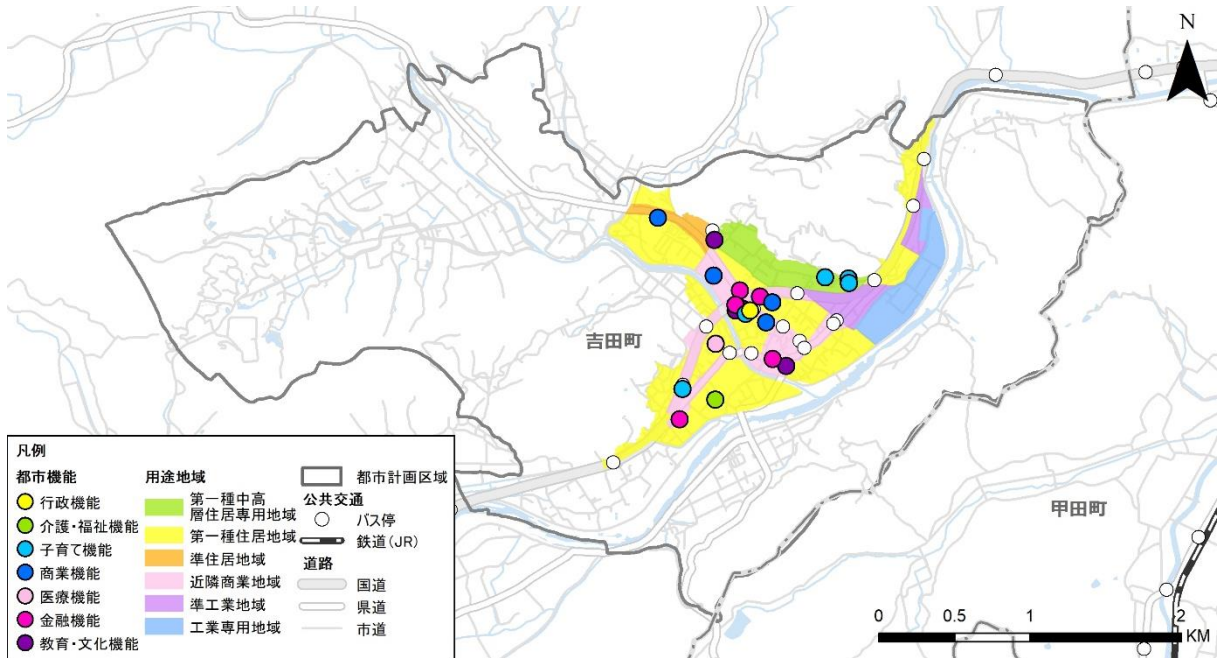 N
吉田町
甲田町
凡例
都市機能
行政機能
介護・福祉機能
子育て機能
商業機能
医療機能
金融機能
教育・文化機能
用途地域
第一種中高
層住居専用地域
第一種住居地域
準住居地域
近隣商業地域
準工業地域
工業専用地域
都市計画区域
公共交通
バス停
鉄道(JR)
道路
国道
県道
市道
0 0.5 1 2
KM